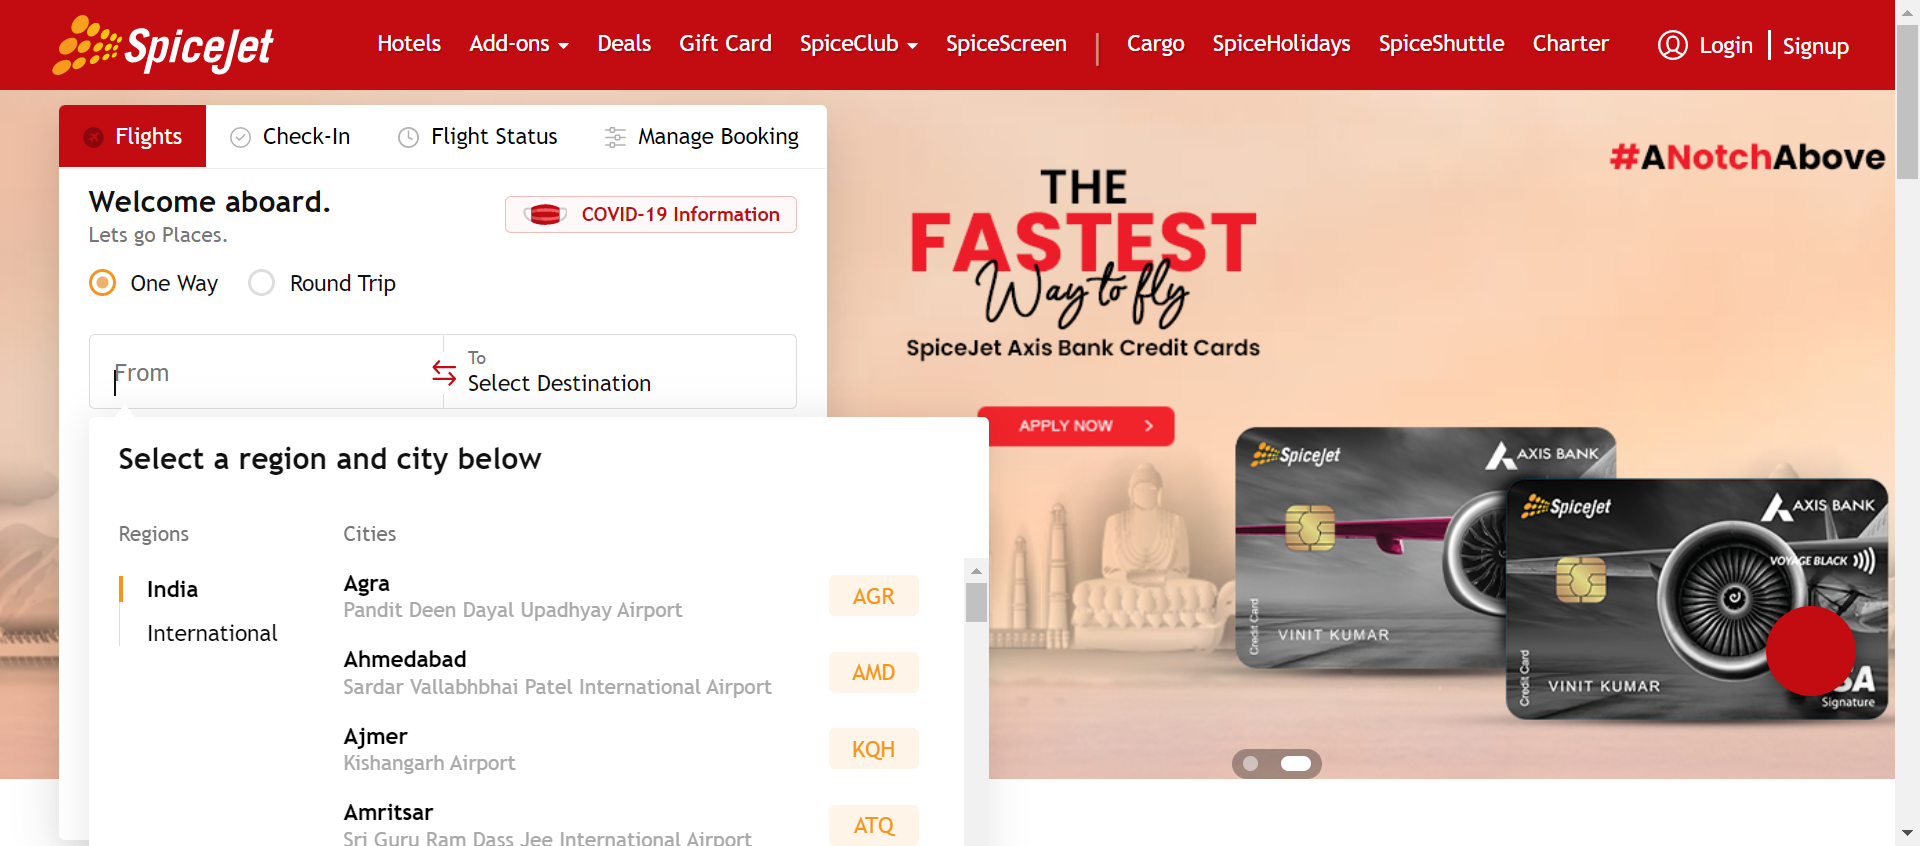 SpiceJet
Hotels Add-ons Deals Gift Card SpiceClub SpiceScreen | Cargo SpiceHolidays SpiceShuttle Charter Login | Signup
Flights Check-In Flight Status Manage Booking
Welcome aboard.
Lets go Places.
COVID-19 Information
One Way Round Trip
From
To
Select Destination
Select a region and city below
Regions
Cities
India
International
Agra
Pandit Deen Dayal Upadhyay Airport
AGR
Ahmedabad
Sardar Vallabhbhai Patel International Airport
AMD
Ajmer
Kishangarh Airport
KQH
Amritsar
Sri Guru Ram Dass Jee International Airport
ATQ
#ANotchAbove
THE
FASTEST
Way to fly
SpiceJet Axis Bank Credit Cards
APPLY NOW
SpiceJet
AXIS BANK
Credit Card
VINIT KUMAR
SpiceJet
AXIS BANK
VOYAGE BLACK
Credit Card
VINIT KUMAR
Signature